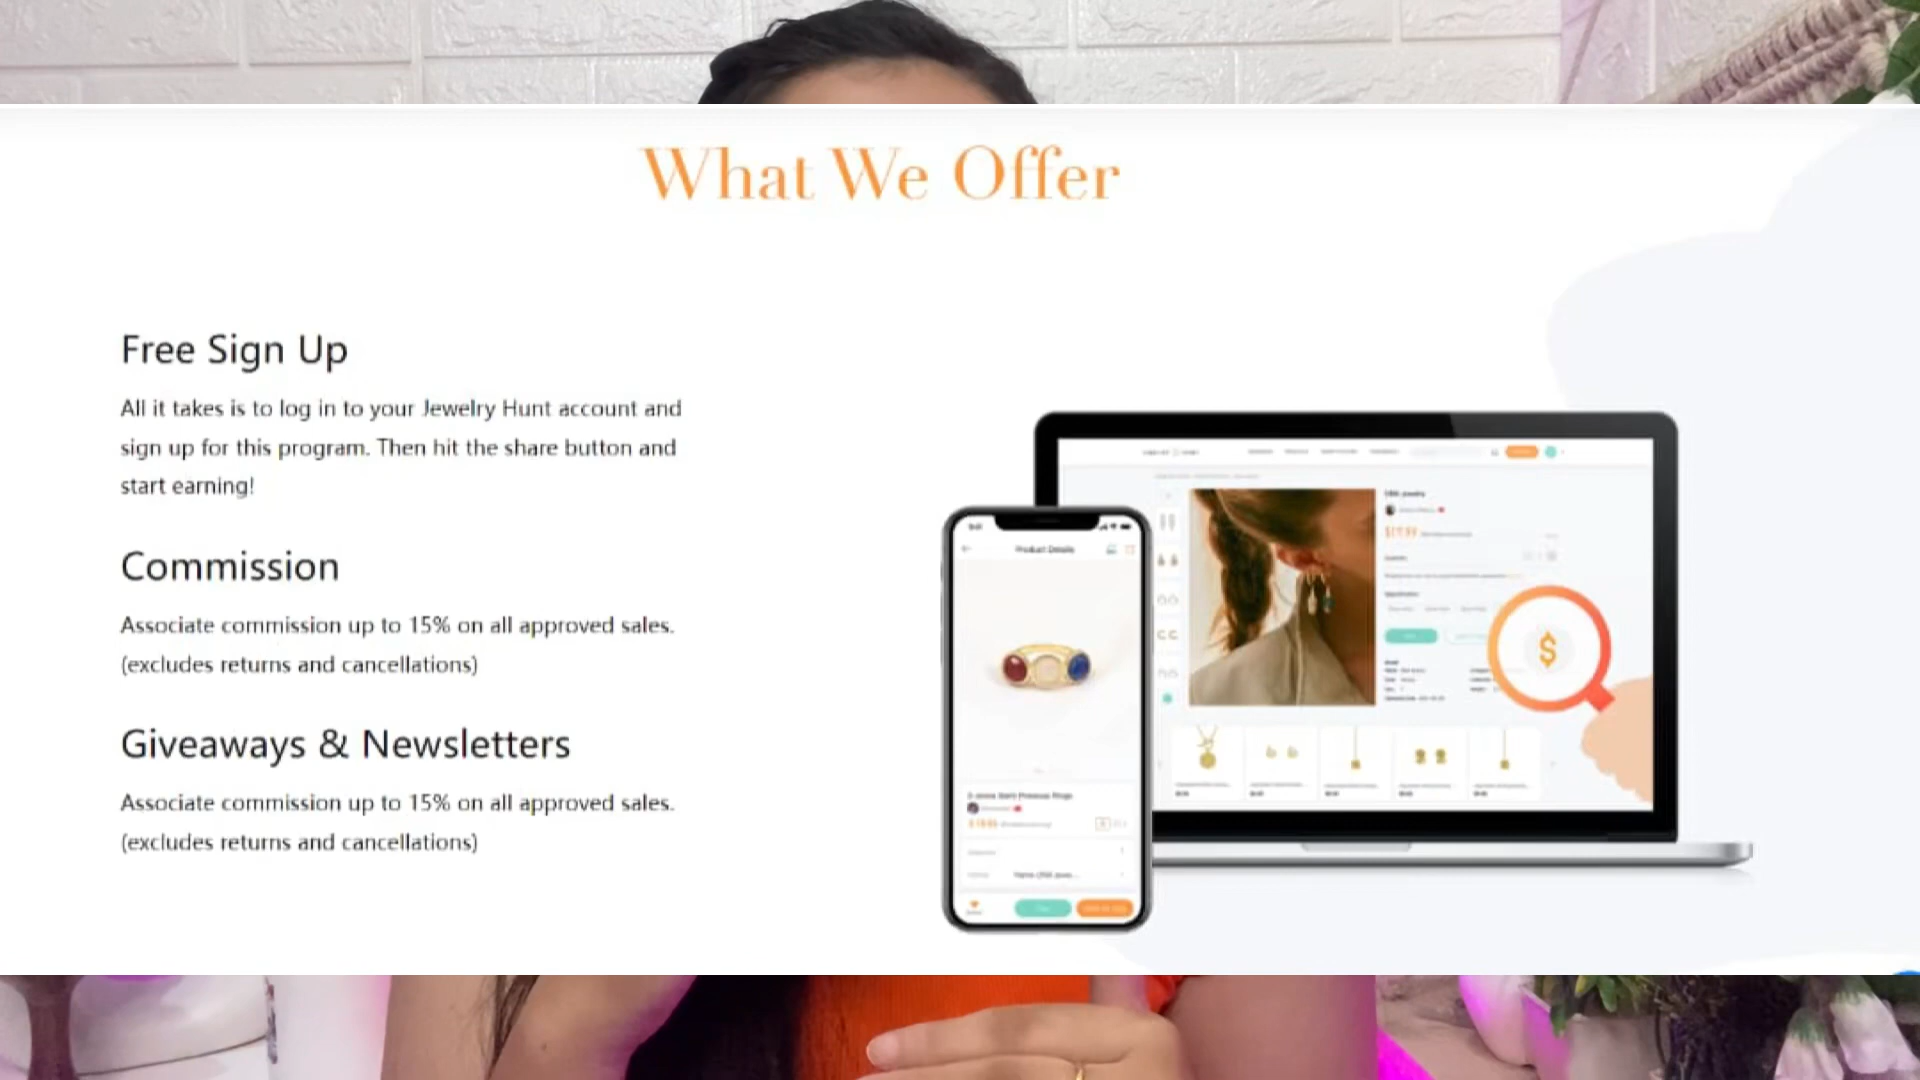 What We Offer
Free Sign Up
All it takes is to log in to your Jewelry Hunt account and
sign up for this program. Then hit the share button and
start earning!
Commission
Associate commission up to 15% on all approved sales.
(excludes returns and cancellations)
Giveaways & Newsletters
Associate commission up to 15% on all approved sales.
(excludes returns and cancellations)
Product Details
$